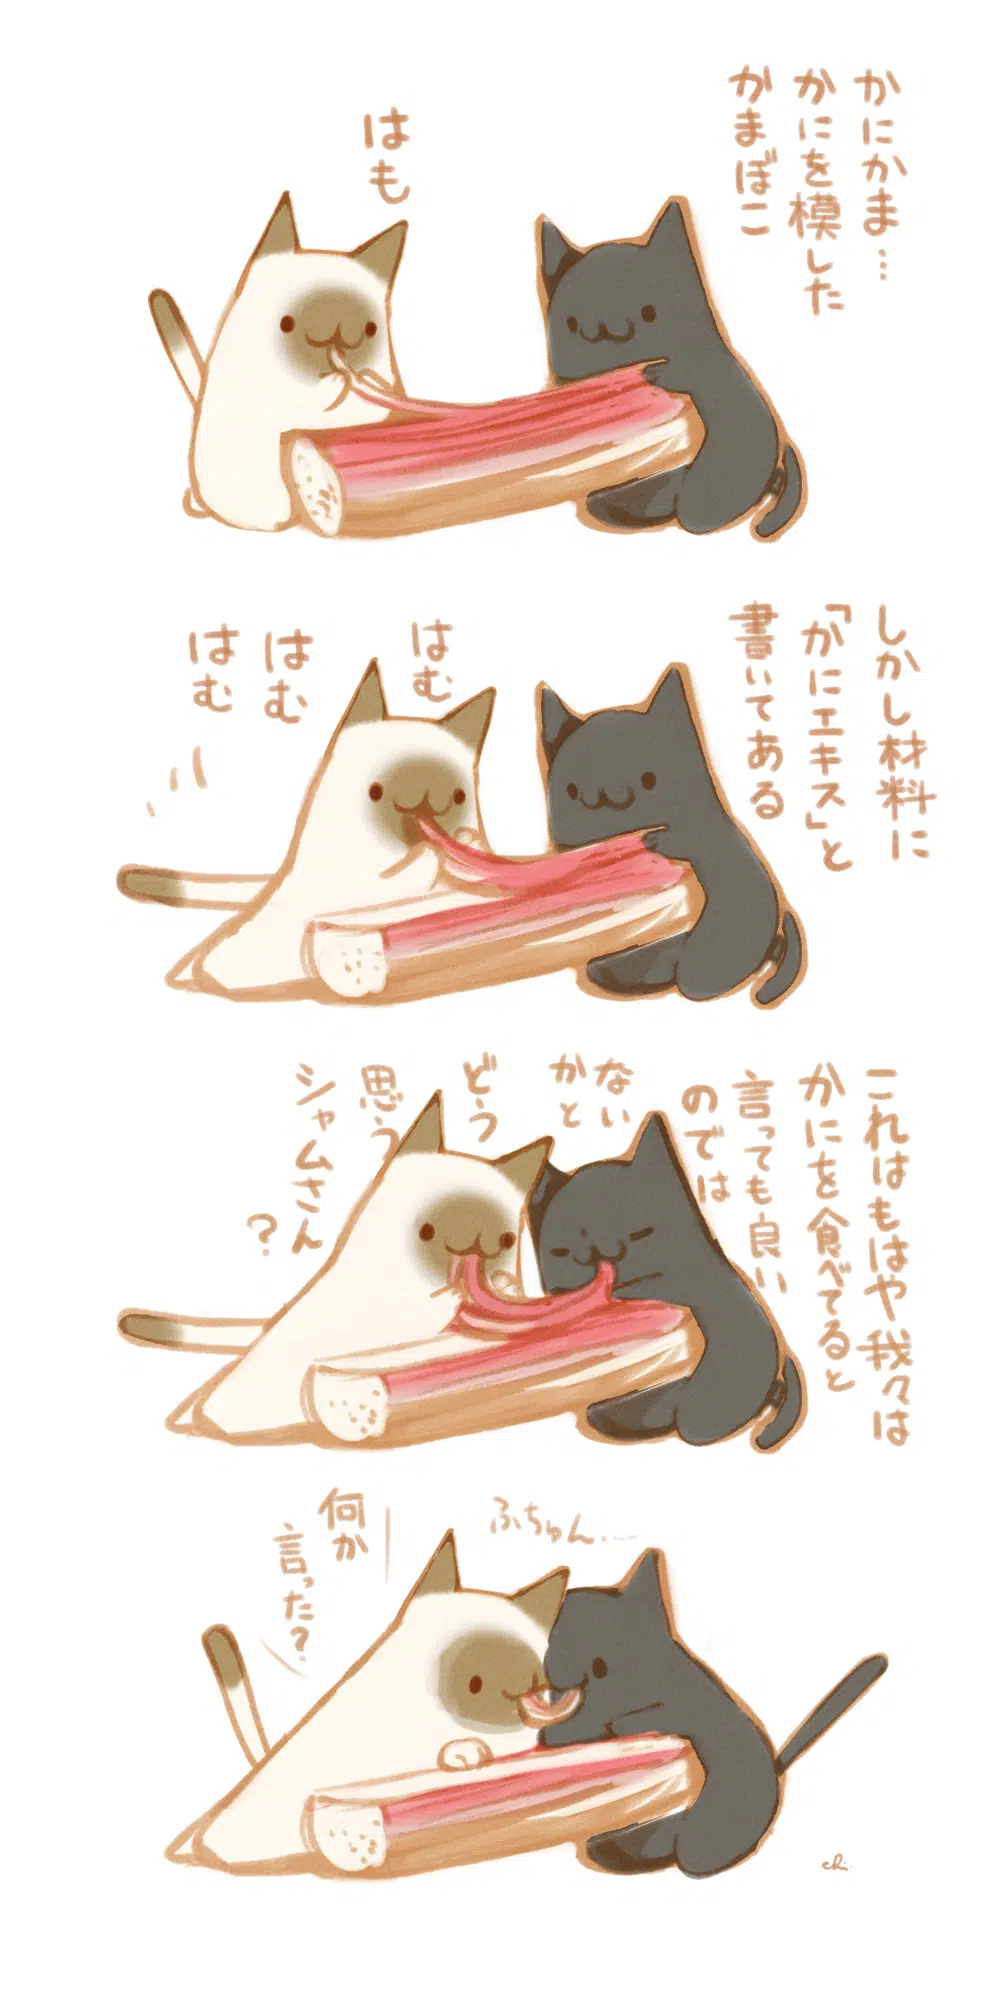 かにかま…
かにを模した
かまぼこ
はも
しかし材料に
「かにエキス」と
書いてある
はむ
はむ
はむ
これはもはや我々は
かにを食べてると
言っても良い
のでは
ない
かと
どう
思う
シャムさん
？
ふちゅん……
何か
言った？
chi